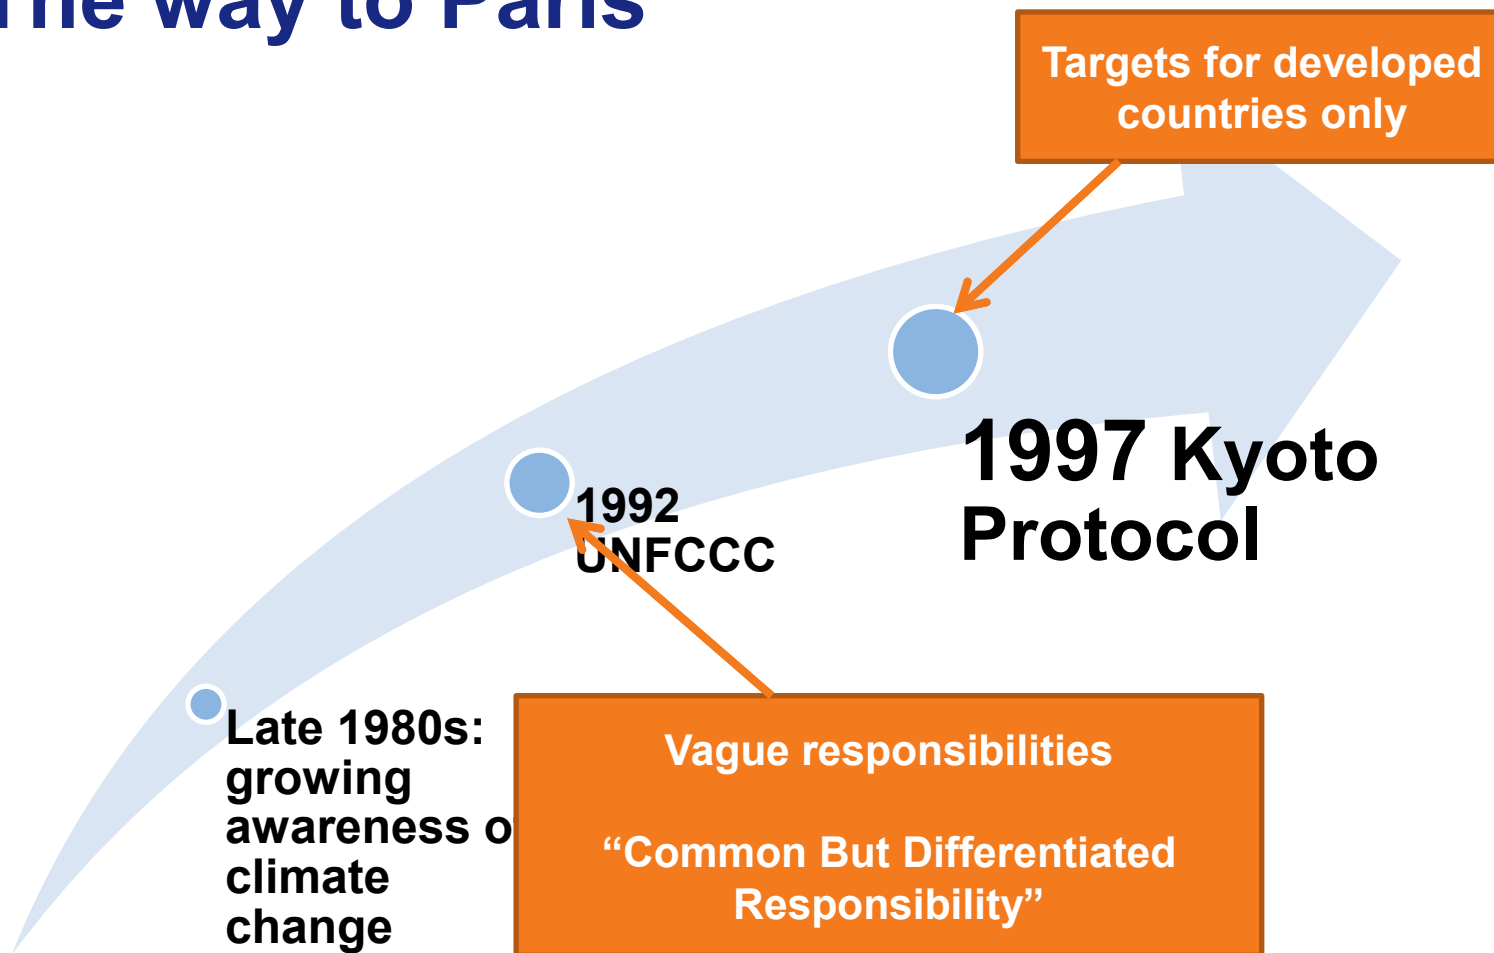 The way to Paris
Targets for developed
countries only
1997 Kyoto
Protocol
1992
UNFCCC
Late 1980s:
growing
awareness o
climate
change
Vague responsibilities
“Common But Differentiated
Responsibility”